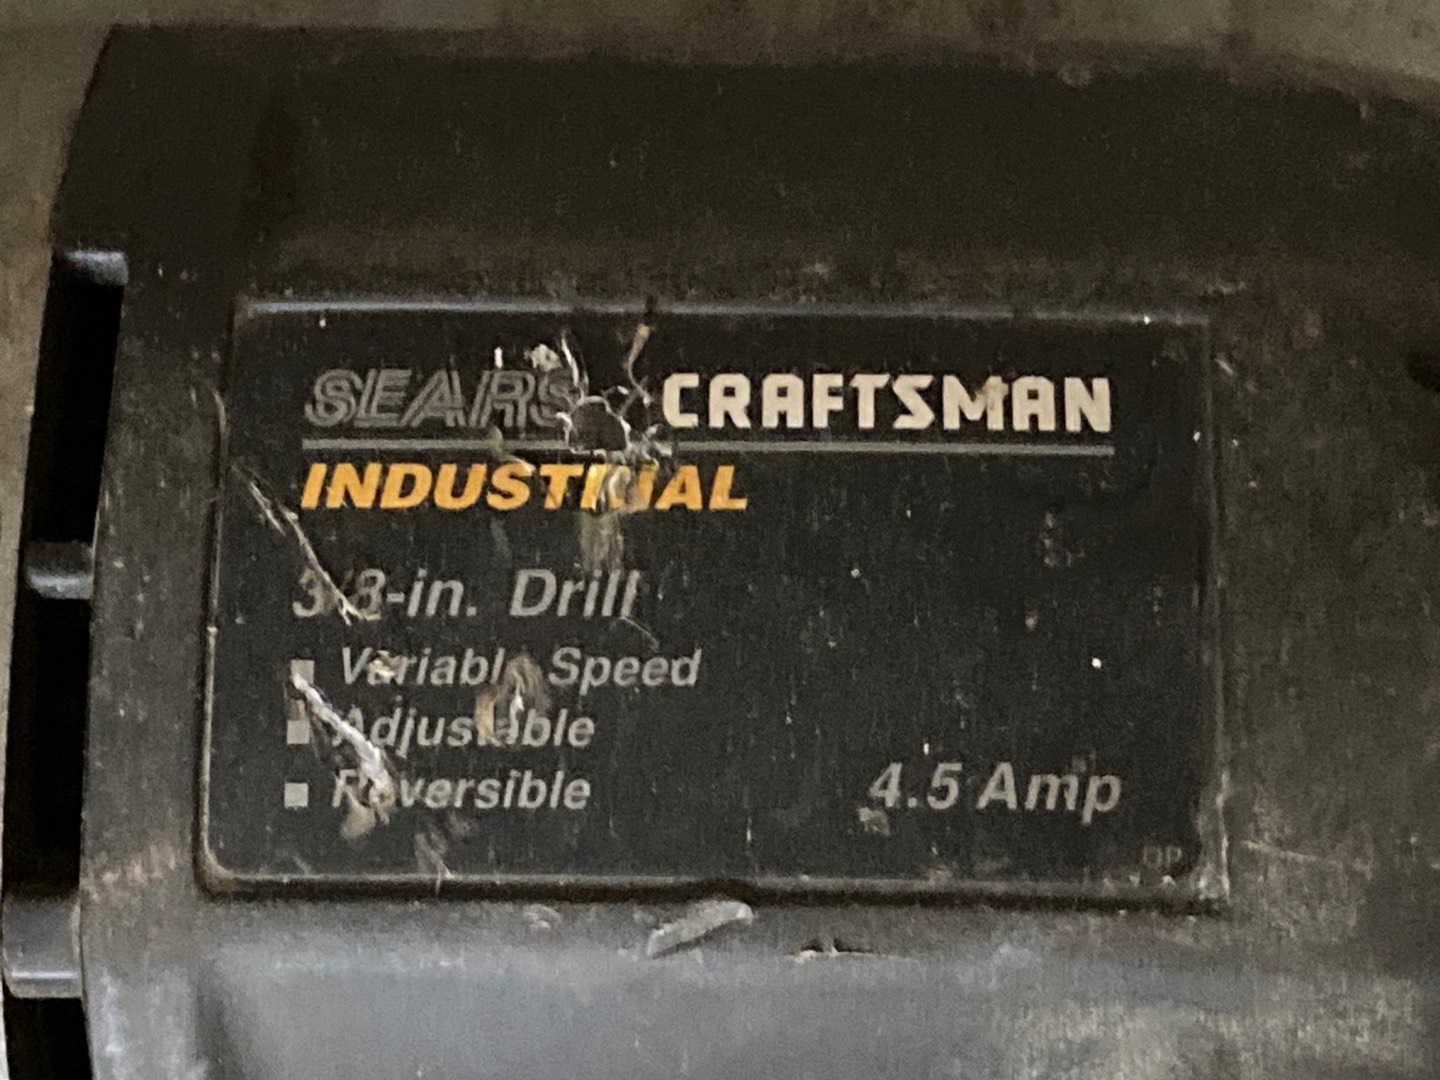 SEARS CRAFTSMAN
INDUSTRIAL
3/8-in. Drill
Variable Speed
Adjustable
Reversible
4.5 Amp